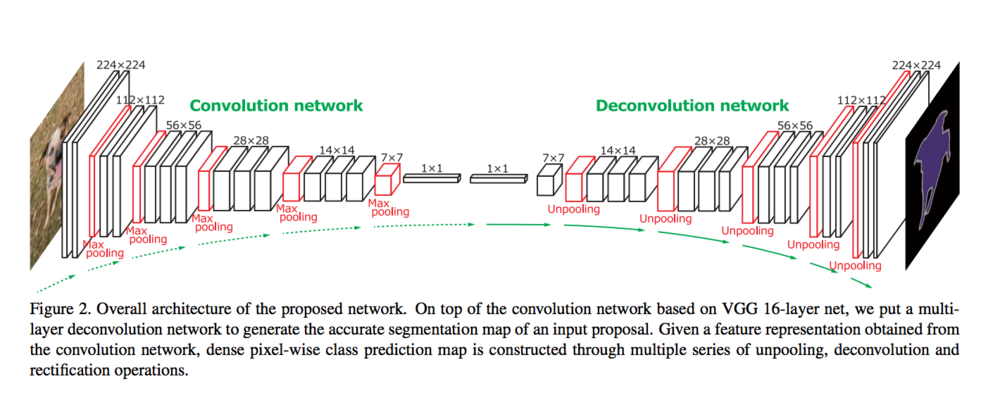 224×224
112×112
56×56
Convolution network
28×28
14×14
7×7
1×1
1×1
7×7
14×14
Deconvolution network
28×28
56×56
112×112
224×224
Max
pooling
Max
pooling
Max
pooling
Max
pooling
Max
pooling
Unpooling
Unpooling
Unpooling
Unpooling
Unpooling
Figure 2. Overall architecture of the proposed network. On top of the convolution network based on VGG 16-layer net, we put a multi-
layer deconvolution network to generate the accurate segmentation map of an input proposal. Given a feature representation obtained from
the convolution network, dense pixel-wise class prediction map is constructed through multiple series of unpooling, deconvolution and
rectification operations.